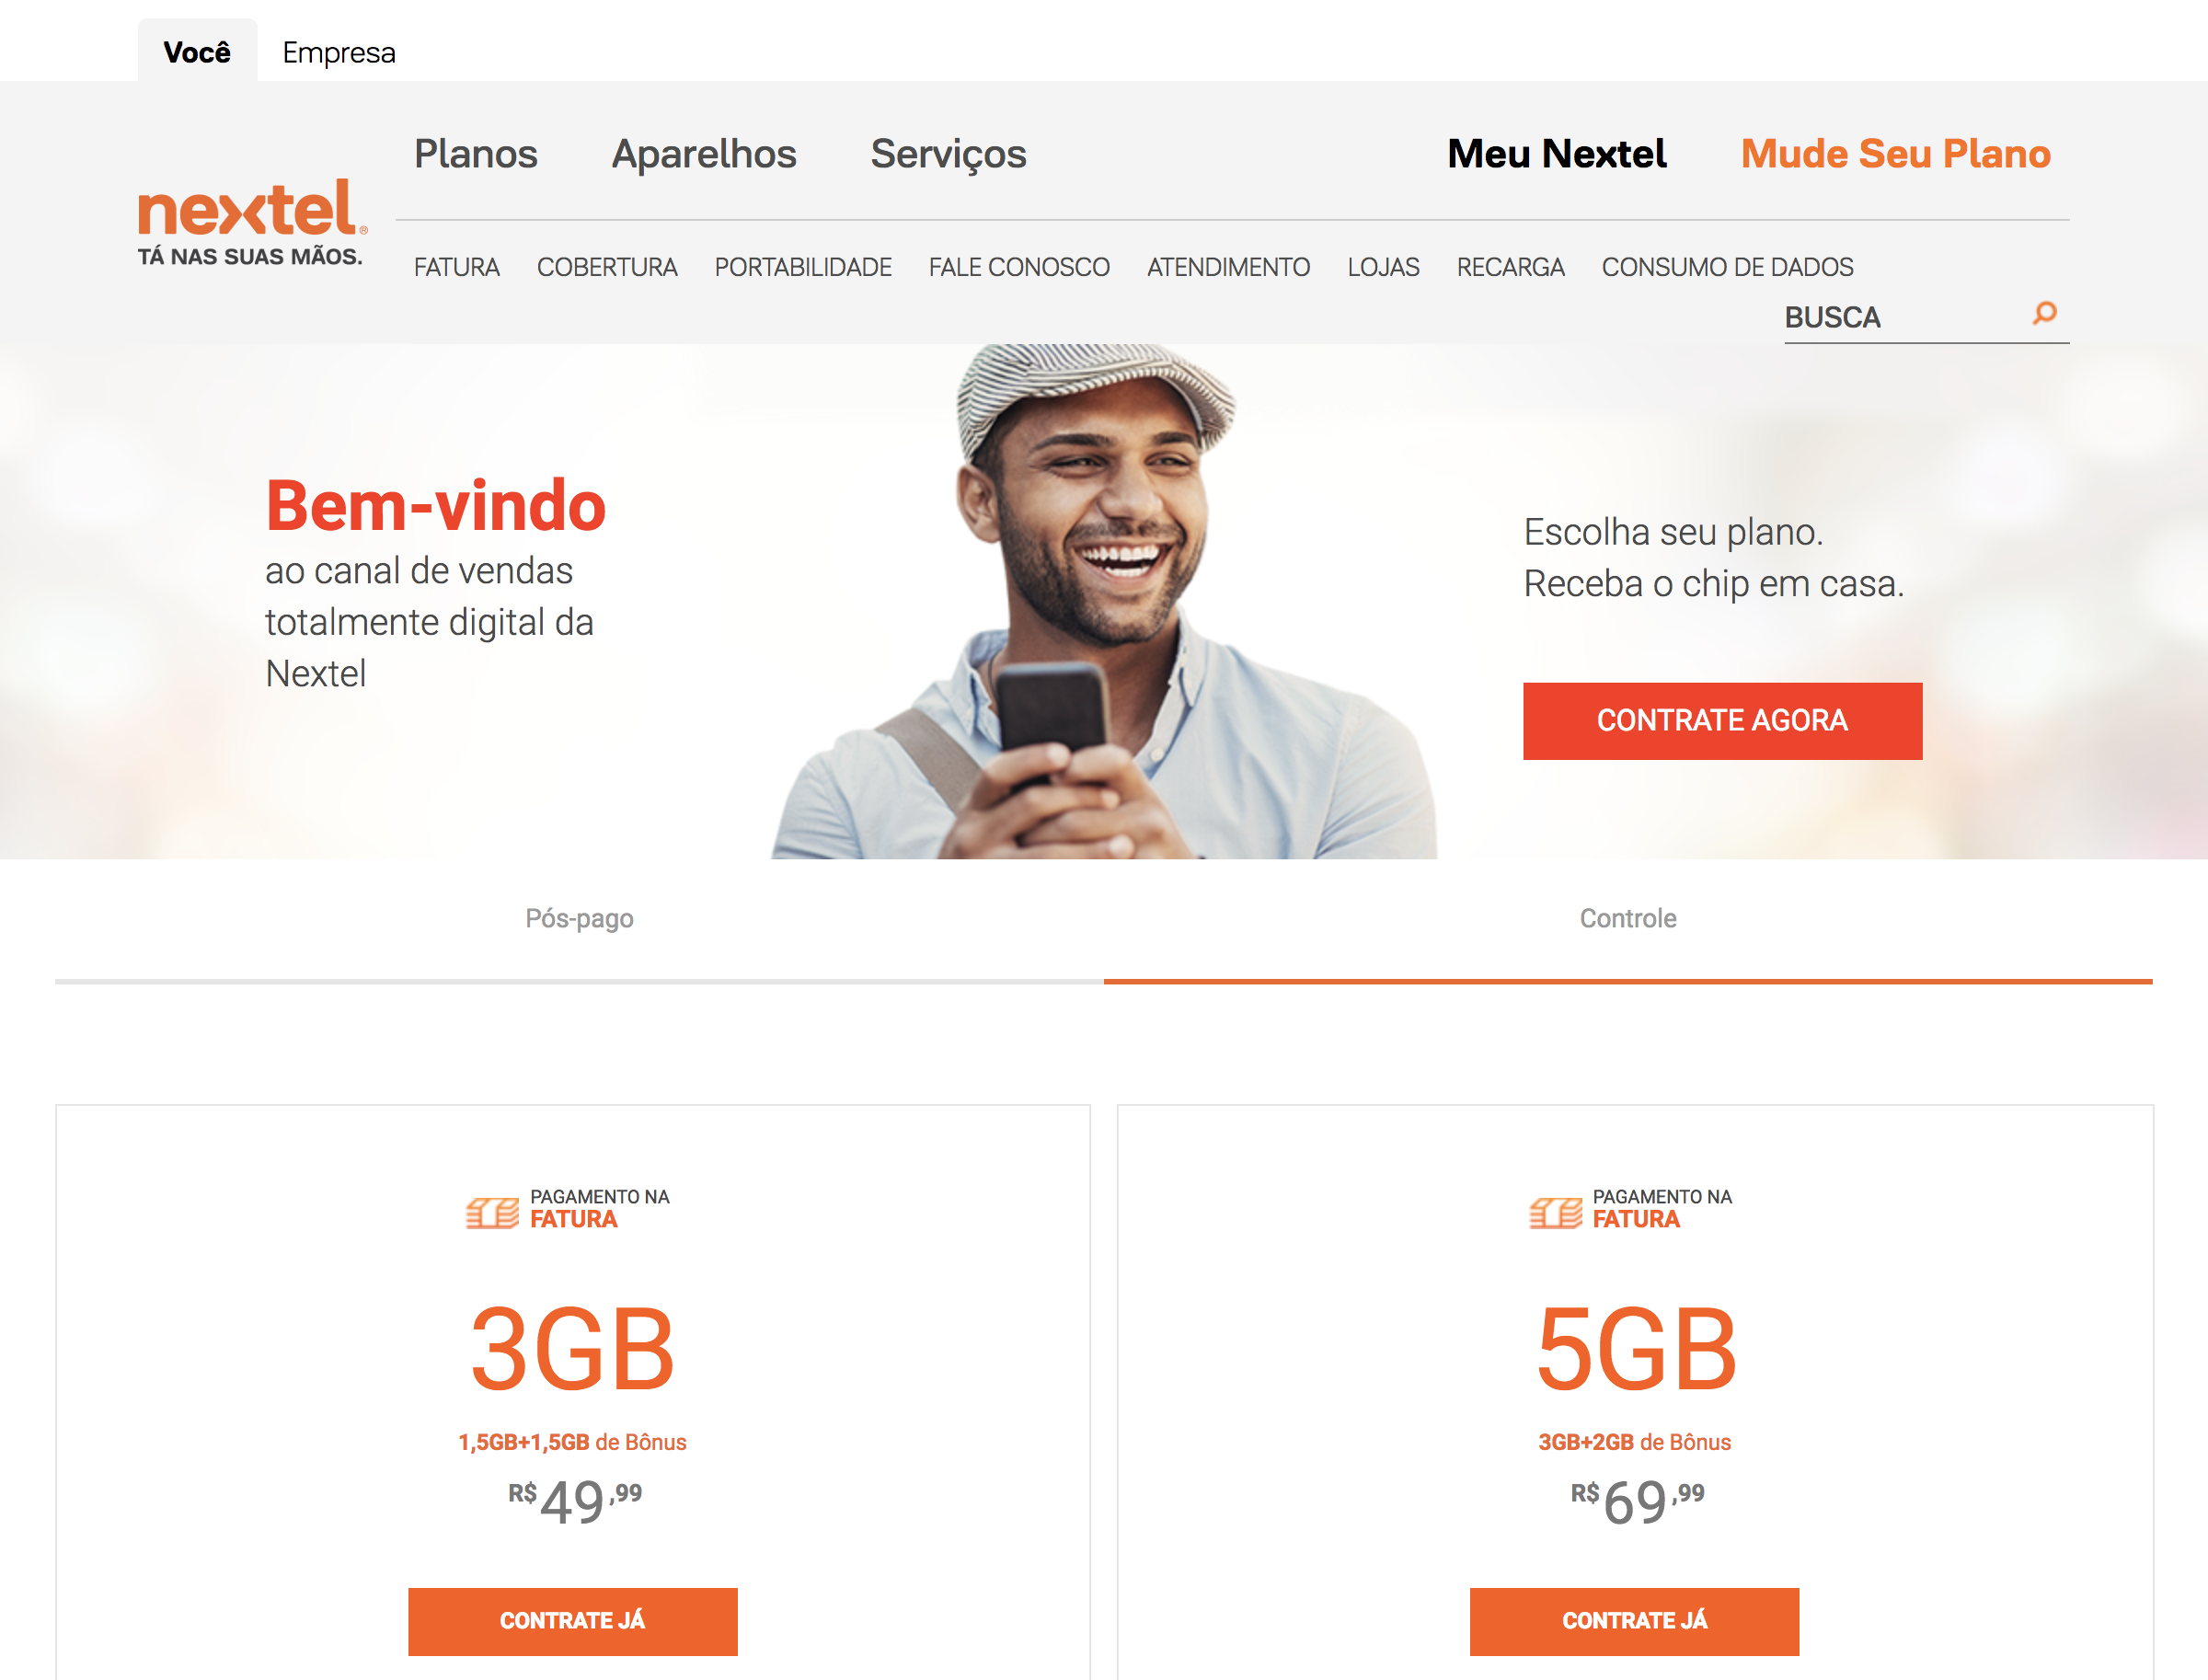 Você Empresa
Planos Aparelhos Serviços Meu Nextel Mude Seu Plano
nextel®
TÁ NAS SUAS MÃOS.
FATURA COBERTURA PORTABILIDADE FALE CONOSCO ATENDIMENTO LOJAS RECARGA CONSUMO DE DADOS
BUSCA
Bem-vindo
ao canal de vendas
totalmente digital da
Nextel
Escolha seu plano.
Receba o chip em casa.
CONTRATE AGORA
Pós-pago
Controle
PAGAMENTO NA
FATURA
3GB
1,5GB+1,5GB de Bônus
R$49,99
CONTRATE JÁ
PAGAMENTO NA
FATURA
5GB
3GB+2GB de Bônus
R$69,99
CONTRATE JÁ